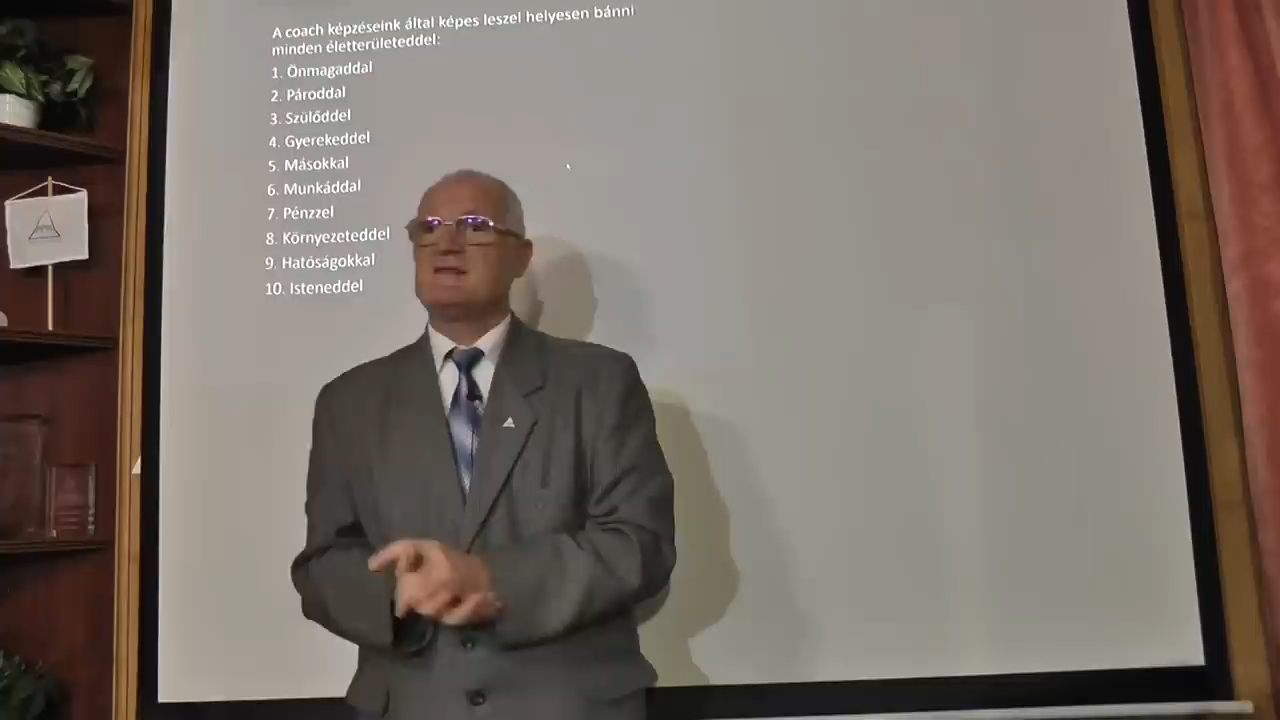 A coach képzéseink által képes leszel helyesen bánni
minden életterületeddel:
1. Önmagaddal
2. Pároddal
3. Szülőddel
4. Gyerekeddel
5. Másokkal
6. Munkáddal
7. Pénzzel
8. Környezeteddel
9. Hatóságokkal
10. Isteneddel